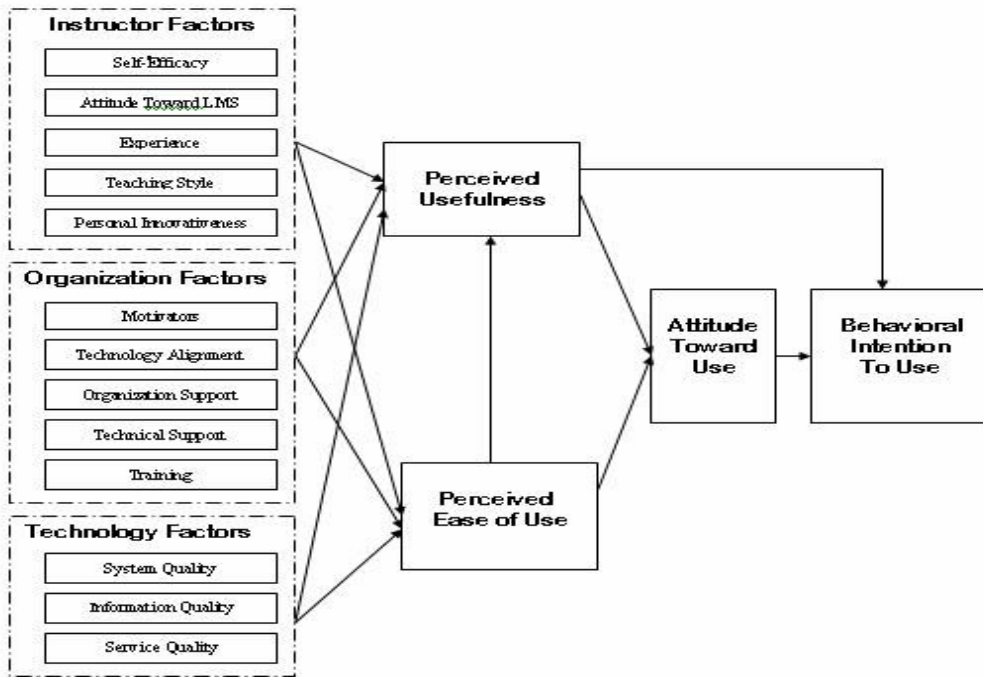 Instructor Factors
Self-Efficacy
Attitude Toward LMS
Experience
Teaching Style
Personal Innovativeness
Organization Factors
Motivators
Technology Alignment
Organization Support
Technical Support
Training
Technology Factors
System Quality
Information Quality
Service Quality
Perceived
Usefulness
Perceived
Ease of Use
Attitude
Toward
Use
Behavioral
Intention
To Use